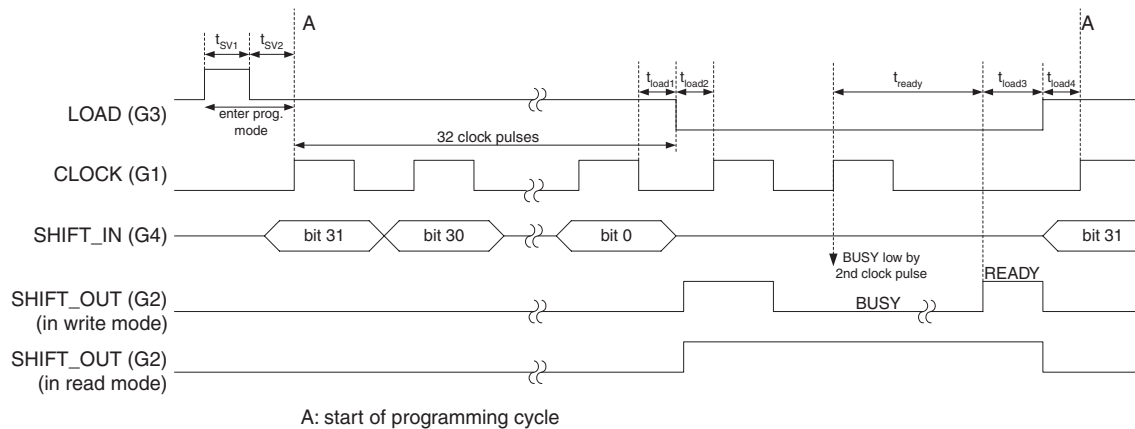 A
A
tSV1
tSV2
tload1
tload2
tready
tload3
tload4
LOAD (G3)
enter prog.
mode
32 clock pulses
CLOCK (G1)
SHIFT_IN (G4)
bit 31
bit 30
bit 0
bit 31
BUSY low by
2nd clock pulse
READY
SHIFT_OUT (G2)
(in write mode)
BUSY
SHIFT_OUT (G2)
(in read mode)
A: start of programming cycle